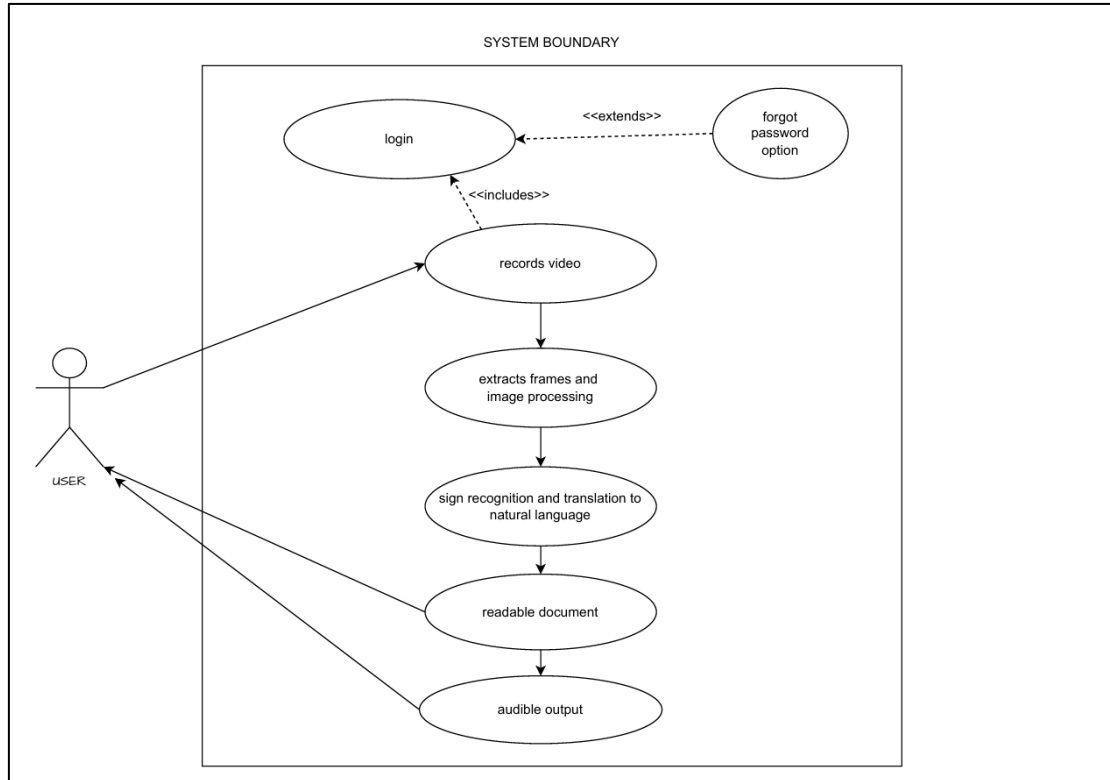 SYSTEM BOUNDARY
login
<<extends>>
forgot
password
option
<<includes>>
records video
extracts frames and
image processing
sign recognition and translation to
natural language
USER
readable document
audible output